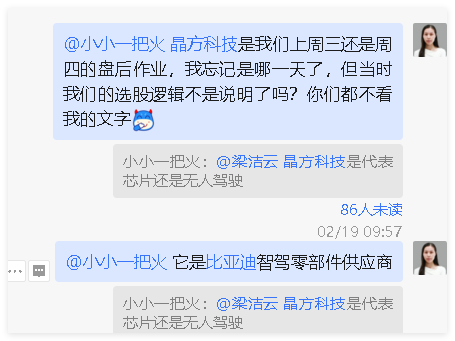 @小小一把火 晶方科技是我们上周三还是周
四的盘后作业，我忘记是哪一天了，但当时
我们的选股逻辑不是说明了吗？你们都不看
我的文字
小小一把火：@梁洁云 晶方科技是代表
芯片还是无人驾驶
86人未读
02/19 09:57
@小小一把火 它是比亚迪智驾零部件供应商
小小一把火：@梁洁云 晶方科技是代表
芯片还是无人驾驶